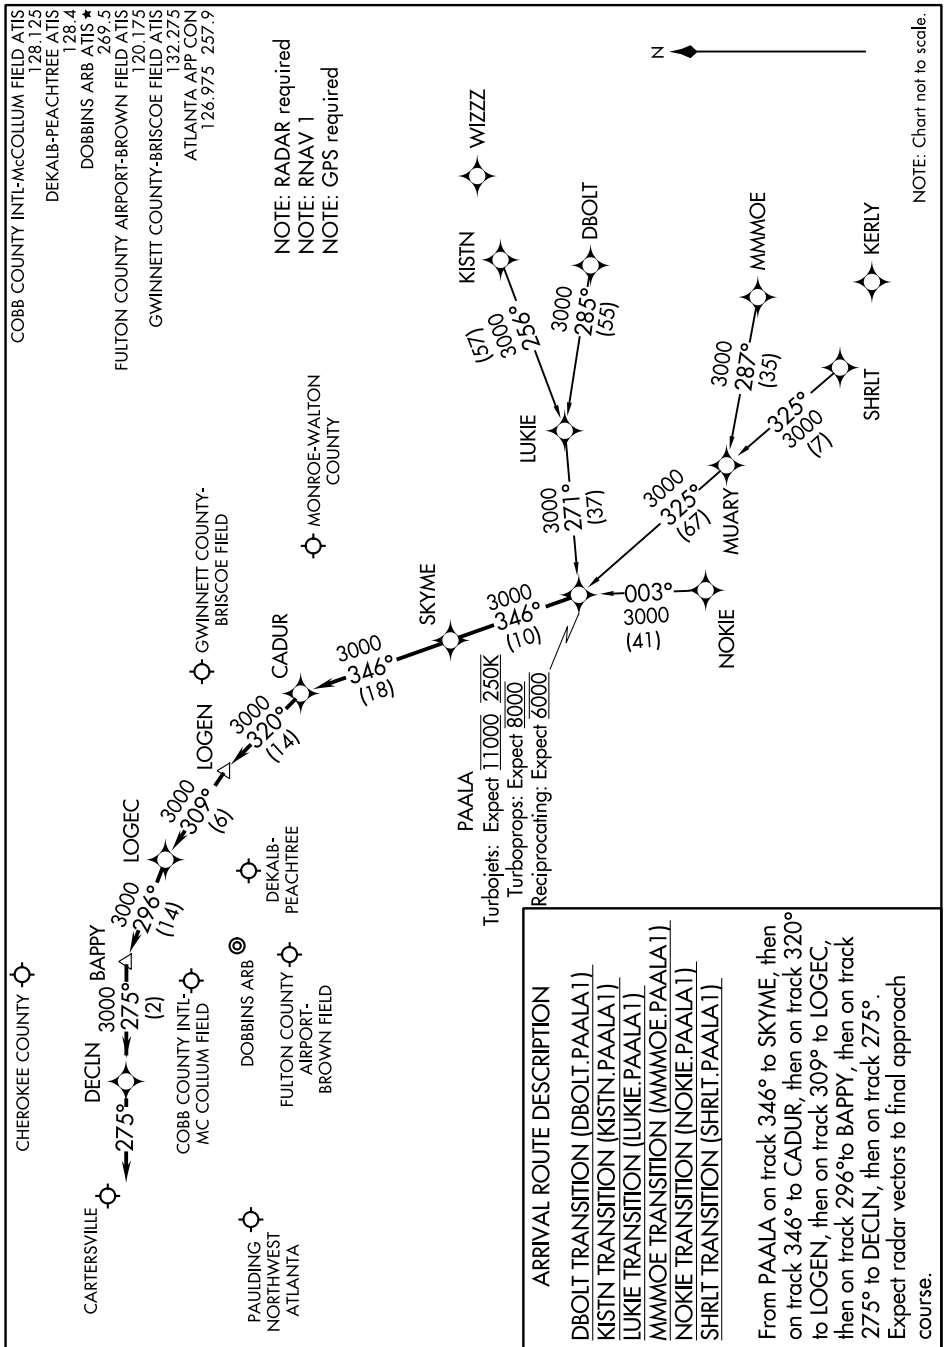 COBB COUNTY INTL-McCOLLUM FIELD ATIS
128.125
DEKALB-PEACHTREE ATIS
128.4
DOBBINS ARB ATIS ★
269.5
FULTON COUNTY AIRPORT-BROWN FIELD ATIS
120.175
GWINNETT COUNTY-BRISCOE FIELD ATIS
132.275
ATLANTA APP CON
126.975 257.9
NOTE: RADAR required
NOTE: RNAV 1
NOTE: GPS required
N
NOTE: Chart not to scale.
CHEROKEE COUNTY
CARTERSVILLE
275°
DECLN
3000
275°
(2)
BAPPY
3000
296°
(14)
LOGEC
3000
309°
(6)
LOGEN
3000
320°
(14)
CADUR
3000
346°
(18)
SKYME
3000
346°
(10)
COBB COUNTY INTL-
MC COLLUM FIELD
DOBBINS ARB
FULTON COUNTY
AIRPORT-
BROWN FIELD
DEKALB-
PEACHTREE
PAULDING
NORTHWEST
ATLANTA
GWINNETT COUNTY-
BRISCOE FIELD
MONROE-WALTON
COUNTY
PAALA
Turbojets: Expect 11000 250K
Turboprops: Expect 8000
Reciprocating: Expect 6000
LUKIE
3000
271°
(37)
KISTN
(57)
3000
256°
WIZZZ
DBOLT
3000
285°
(55)
MMMOE
3000
287°
(35)
MUARY
3000
325°
(67)
SHRLT
325°
3000
(7)
KERLY
NOKIE
003°
3000
(41)
ARRIVAL ROUTE DESCRIPTION
DBOLT TRANSITION (DBOLT.PAALA1)
KISTN TRANSITION (KISTN.PAALA1)
LUKIE TRANSITION (LUKIE.PAALA1)
MMMOE TRANSITION (MMMOE.PAALA1)
NOKIE TRANSITION (NOKIE.PAALA1)
SHRLT TRANSITION (SHRLT.PAALA1)
From PAALA on track 346° to SKYME, then
on track 346° to CADUR, then on track 320°
to LOGEN, then on track 309° to LOGEC,
then on track 296°to BAPPY, then on track
275° to DECLN, then on track 275°.
Expect radar vectors to final approach
course.